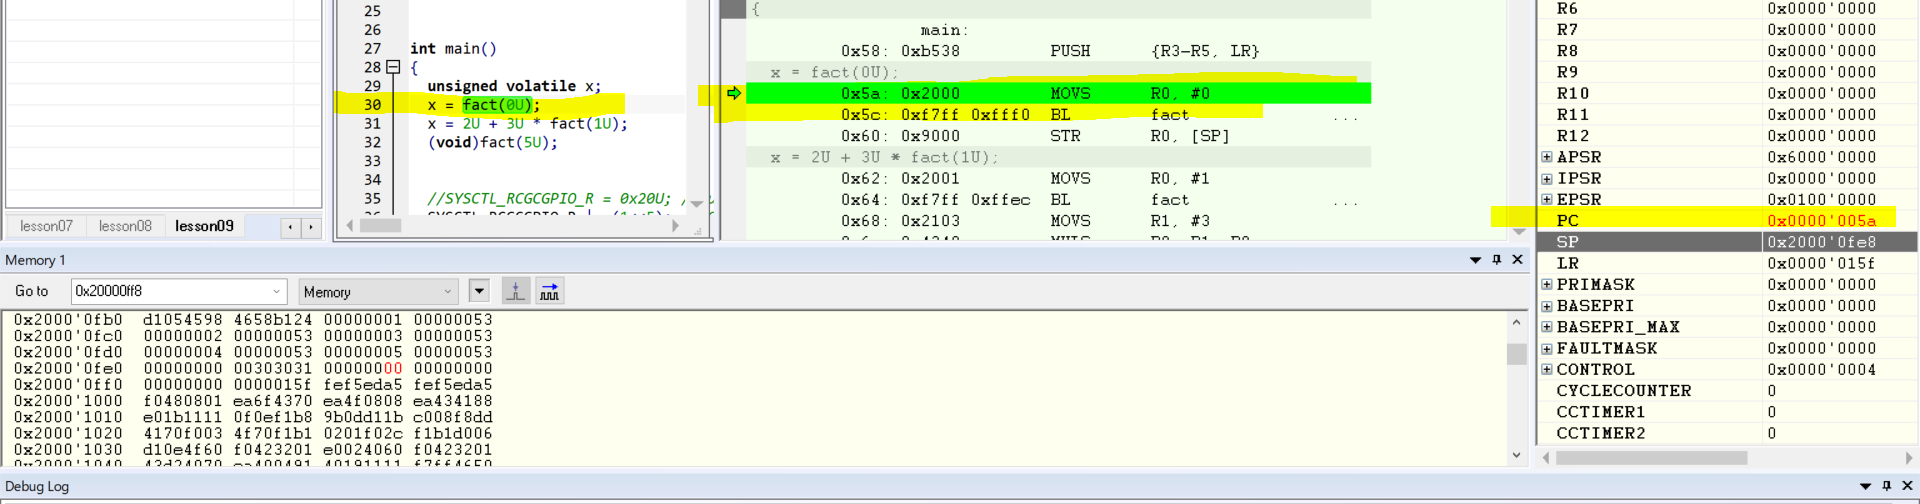 25
26
27 int main()
28 {
29 unsigned volatile x;
30 x = fact(0U);
31 x = 2U + 3U * fact(1U);
32 (void)fact(5U);
33
34
35 //SYSCTL_RCGCGPIO_R = 0x20U; /
lesson07 lesson08 lesson09
{
main:
0x58: 0xb538 PUSH {R3-R5, LR}
x = fact(0U);
0x5a: 0x2000 MOVS R0, #0
0x5c: 0xf7ff 0xfff0 BL fact ...
0x60: 0x9000 STR R0, [SP]
x = 2U + 3U * fact(1U);
0x62: 0x2001 MOVS R0, #1
0x64: 0xf7ff 0xffec BL fact ...
0x68: 0x2103 MOVS R1, #3
R6 0x0000'0000
R7 0x0000'0000
R8 0x0000'0000
R9 0x0000'0000
R10 0x0000'0000
R11 0x0000'0000
R12 0x0000'0000
APSR 0x6000'0000
IPSR 0x0000'0000
EPSR 0x0100'0000
PC 0x0000'005a
SP 0x2000'0fe8
LR 0x0000'015f
PRIMASK 0x0000'0000
BASEPRI 0x0000'0000
BASEPRI_MAX 0x0000'0000
FAULTMASK 0x0000'0000
CONTROL 0x0000'0004
CYCLECOUNTER 0
CCTIMER1 0
CCTIMER2 0
Memory 1
Go to 0x20000ff8 Memory
0x2000'0fb0 d1054598 4658b124 00000001 00000053
0x2000'0fc0 00000002 00000053 00000003 00000053
0x2000'0fd0 00000004 00000053 00000005 00000053
0x2000'0fe0 00000000 00303031 00000000 00000000
0x2000'0ff0 00000000 0000015f fef5eda5 fef5eda5
0x2000'1000 f0480801 ea6f4370 ea4f0808 ea434188
0x2000'1010 e01b1111 0f0ef1b8 9b0dd11b c008f8dd
0x2000'1020 4170f003 4f70f1b1 0201f02c f1b1d006
0x2000'1030 d10e4f60 f0423201 e0024060 f0423201
Debug Log